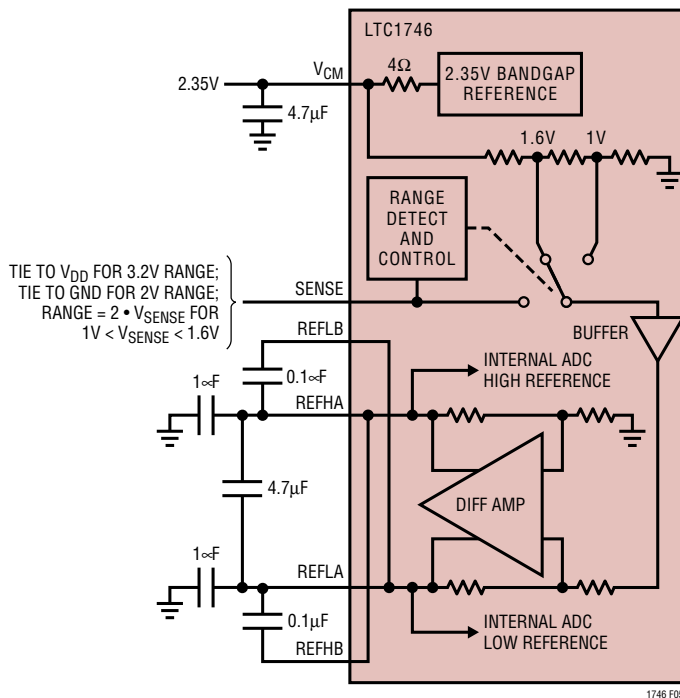 LTC1746
2.35V
VCM
4Ω
2.35V BANDGAP
REFERENCE
4.7µF
1.6V
1V
RANGE
DETECT
AND
CONTROL
TIE TO VDD FOR 3.2V RANGE;
TIE TO GND FOR 2V RANGE;
RANGE = 2 • VSENSE FOR
1V < VSENSE < 1.6V
SENSE
REFLB
BUFFER
0.1∝F
INTERNAL ADC
HIGH REFERENCE
1∝F
REFHA
4.7µF
DIFF AMP
1∝F
REFLA
0.1µF
INTERNAL ADC
LOW REFERENCE
REFHB
1746 F05